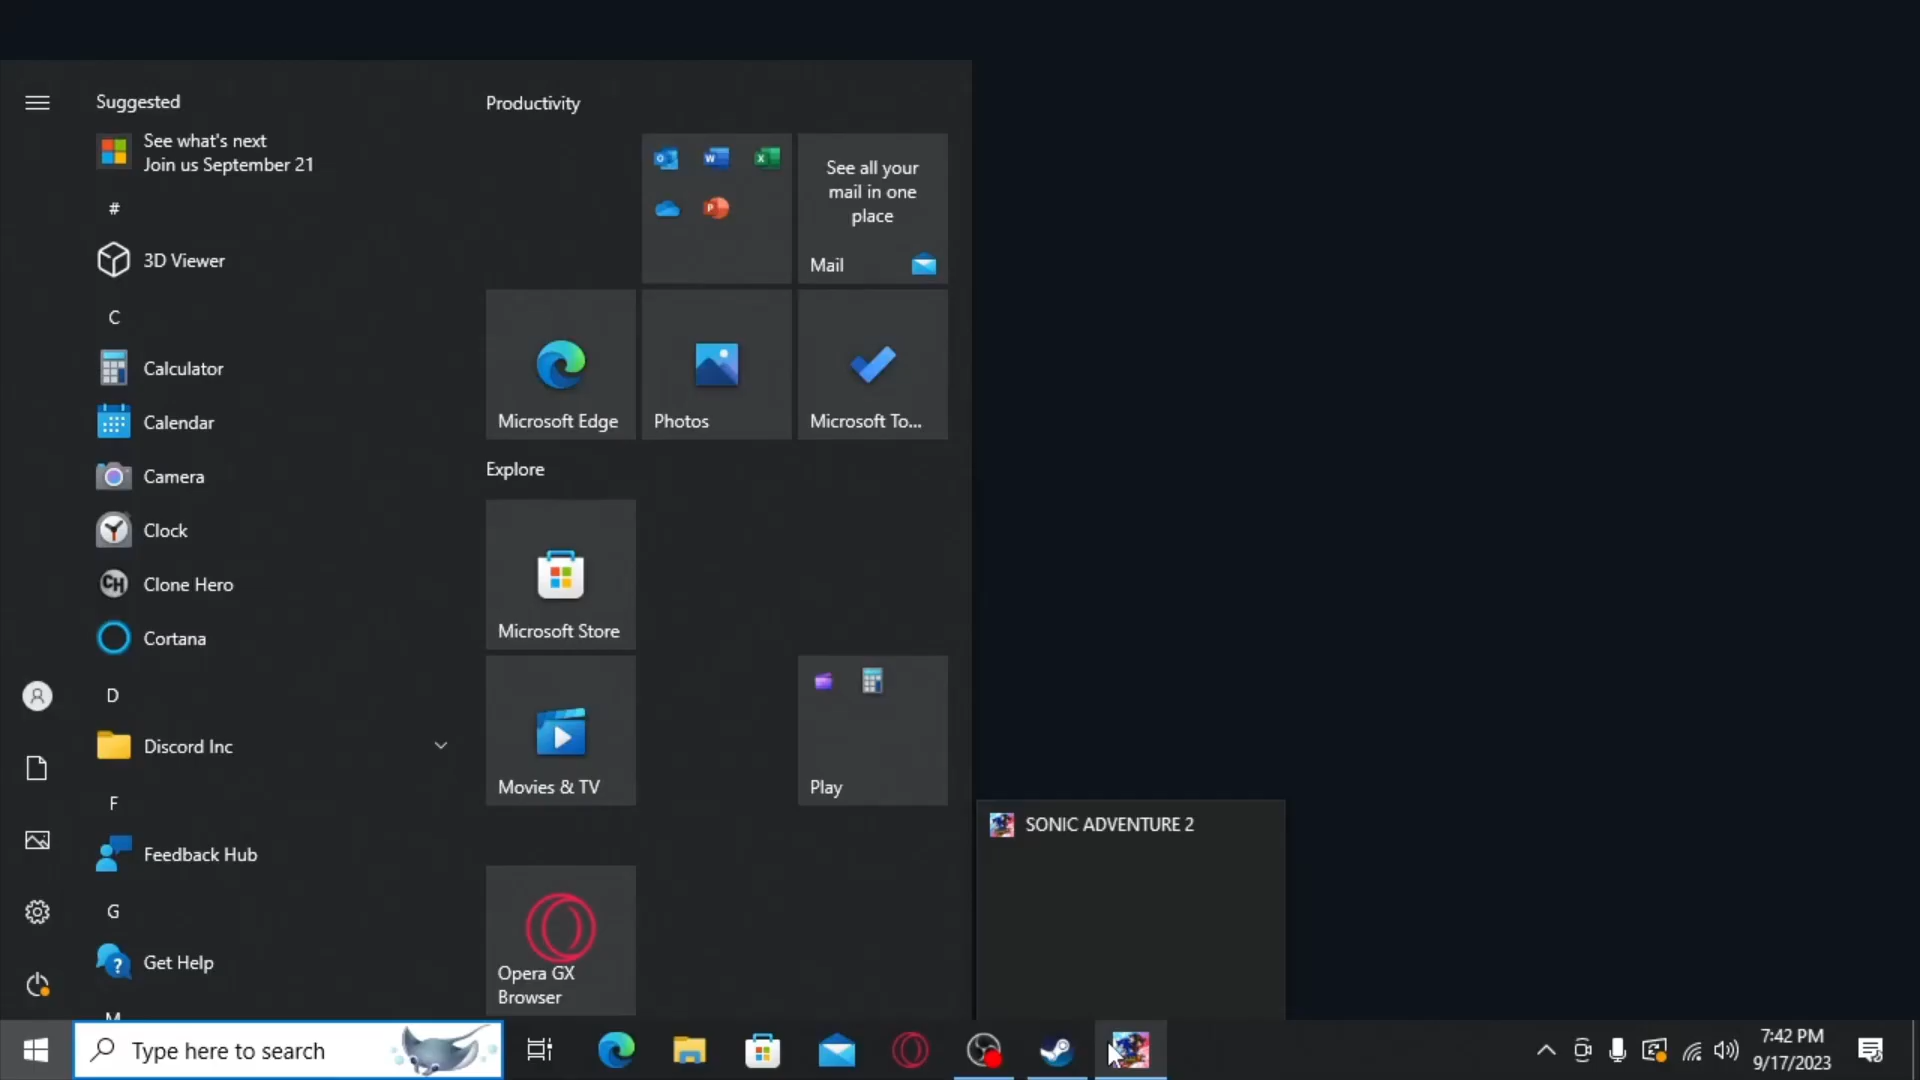 Suggested
See what's next
Join us September 21
#
3D Viewer
C
Calculator
Calendar
Camera
Clock
Clone Hero
Cortana
D
Discord Inc
F
Feedback Hub
G
Get Help
M
Productivity
See all your
mail in one
place
Mail
Microsoft Edge
Photos
Microsoft To...
Explore
Microsoft Store
Movies & TV
Play
Opera GX
Browser
SONIC ADVENTURE 2
Type here to search
7:42 PM
9/17/2023